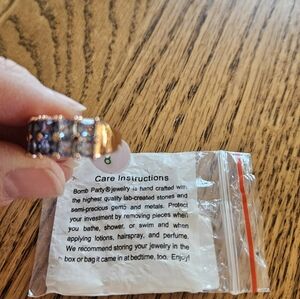 8
Care Instructions
Bomb Party® jewelry is hand crafted with
the highest quality lab-created stones and
semi-precious gems and metals. Protect
your investment by removing pieces when
you bathe, shower, or swim and when
applying lotions, hairspray, and perfume.
We recommend storing your jewelry in the
box or bag it came in at bedtime, too. Enjoy!